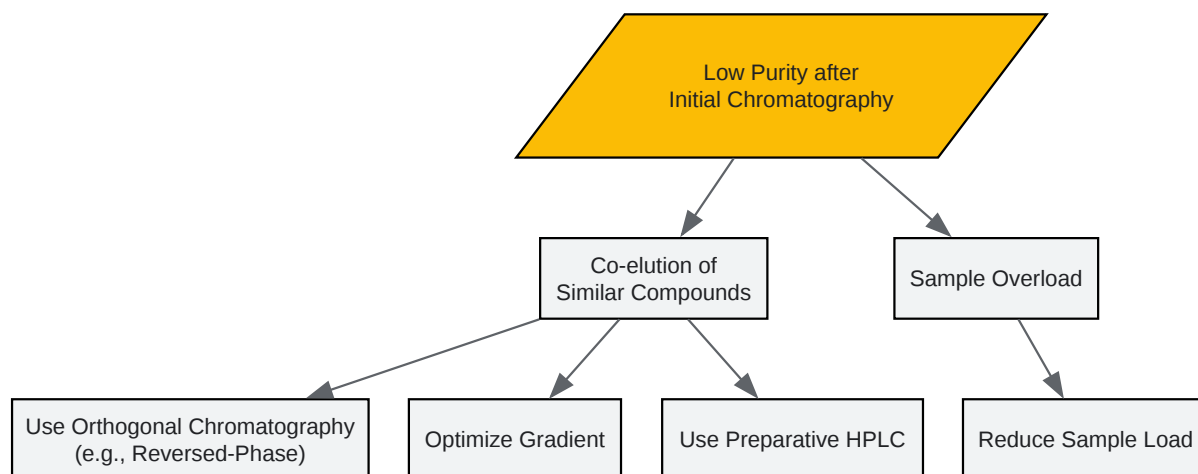 Low Purity after
Initial Chromatography
Co-elution of
Similar Compounds
Sample Overload
Use Orthogonal Chromatography
(e.g., Reversed-Phase)
Optimize Gradient
Use Preparative HPLC
Reduce Sample Load